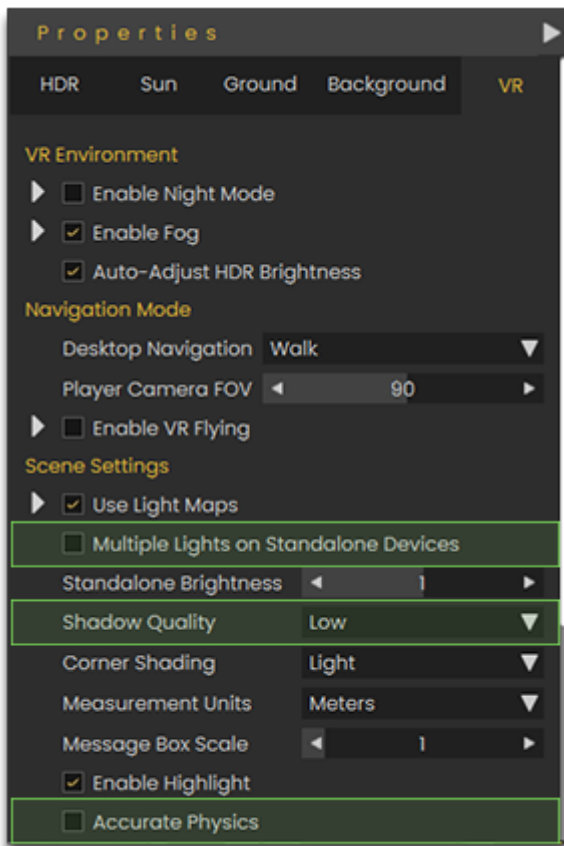 Properties
HDR Sun Ground Background VR
VR Environment
Enable Night Mode
Enable Fog
Auto-Adjust HDR Brightness
Navigation Mode
Desktop Navigation Walk
Player Camera FOV 90
Enable VR Flying
Scene Settings
Use Light Maps
Multiple Lights on Standalone Devices
Standalone Brightness 1
Shadow Quality Low
Corner Shading Light
Measurement Units Meters
Message Box Scale 1
Enable Highlight
Accurate Physics